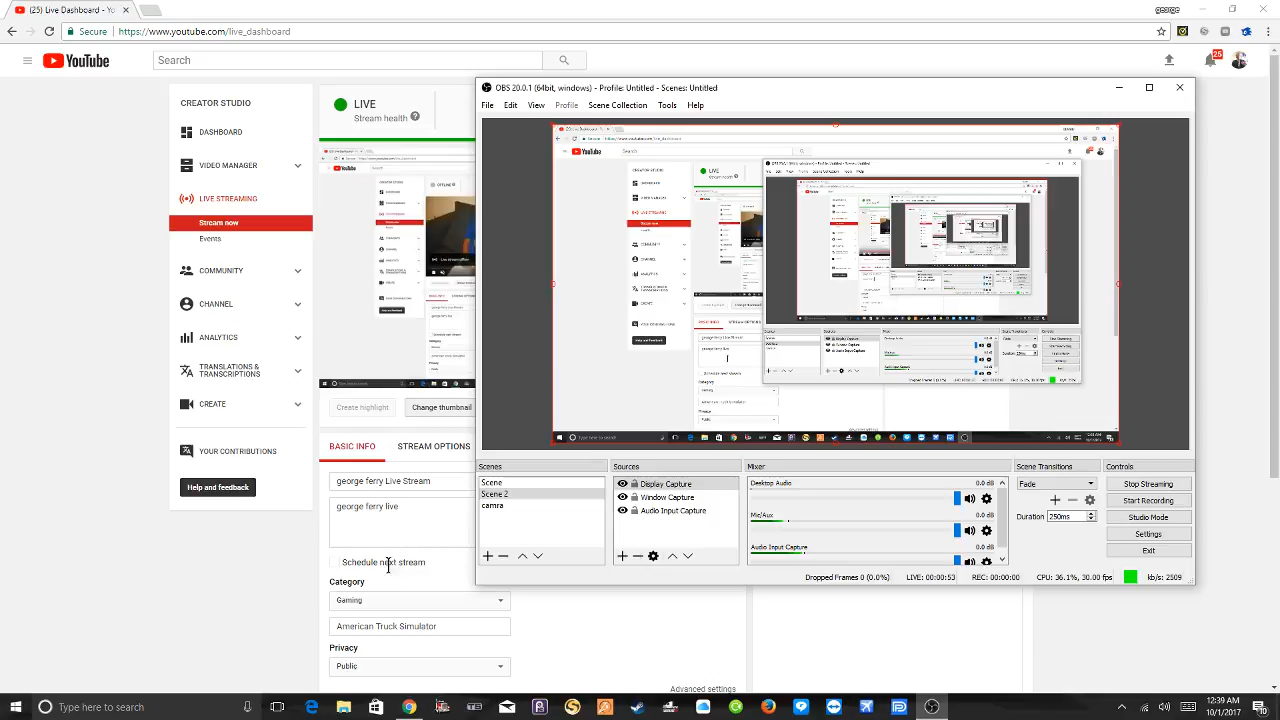 (25) Live Dashboard - Yo
george
Secure
https://www.youtube.com/live_dashboard
YouTube
Search
25
CREATOR STUDIO
DASHBOARD
VIDEO MANAGER
LIVE STREAMING
Stream now
Events
COMMUNITY
CHANNEL
ANALYTICS
TRANSLATIONS &
TRANSCRIPTIONS
CREATE
YOUR CONTRIBUTIONS
Help and feedback
LIVE
Stream health
Create highlight
Change thumbnail
BASIC INFO
STREAM OPTIONS
george ferry Live Stream
george ferry live
Schedule next stream
Category
Gaming
American Truck Simulator
Privacy
Public
Advanced settings
OBS 20.0.1 (64bit, windows) - Profile: Untitled - Scenes: Untitled
File
Edit
View
Profile
Scene Collection
Tools
Help
Scenes
Scene
Scene 2
camra
Sources
Display Capture
Window Capture
Audio Input Capture
Mixer
Desktop Audio
0.0 dB
Mic/Aux
0.0 dB
Audio Input Capture
0.0 dB
Scene Transitions
Fade
Duration
250ms
Controls
Stop Streaming
Start Recording
Studio Mode
Settings
Exit
Dropped Frames 0 (0.0%)
LIVE: 00:00:53
REC: 00:00:00
CPU: 36.1%, 30.00 fps
kb/s: 2509
Type here to search
12:39 AM
10/1/2017